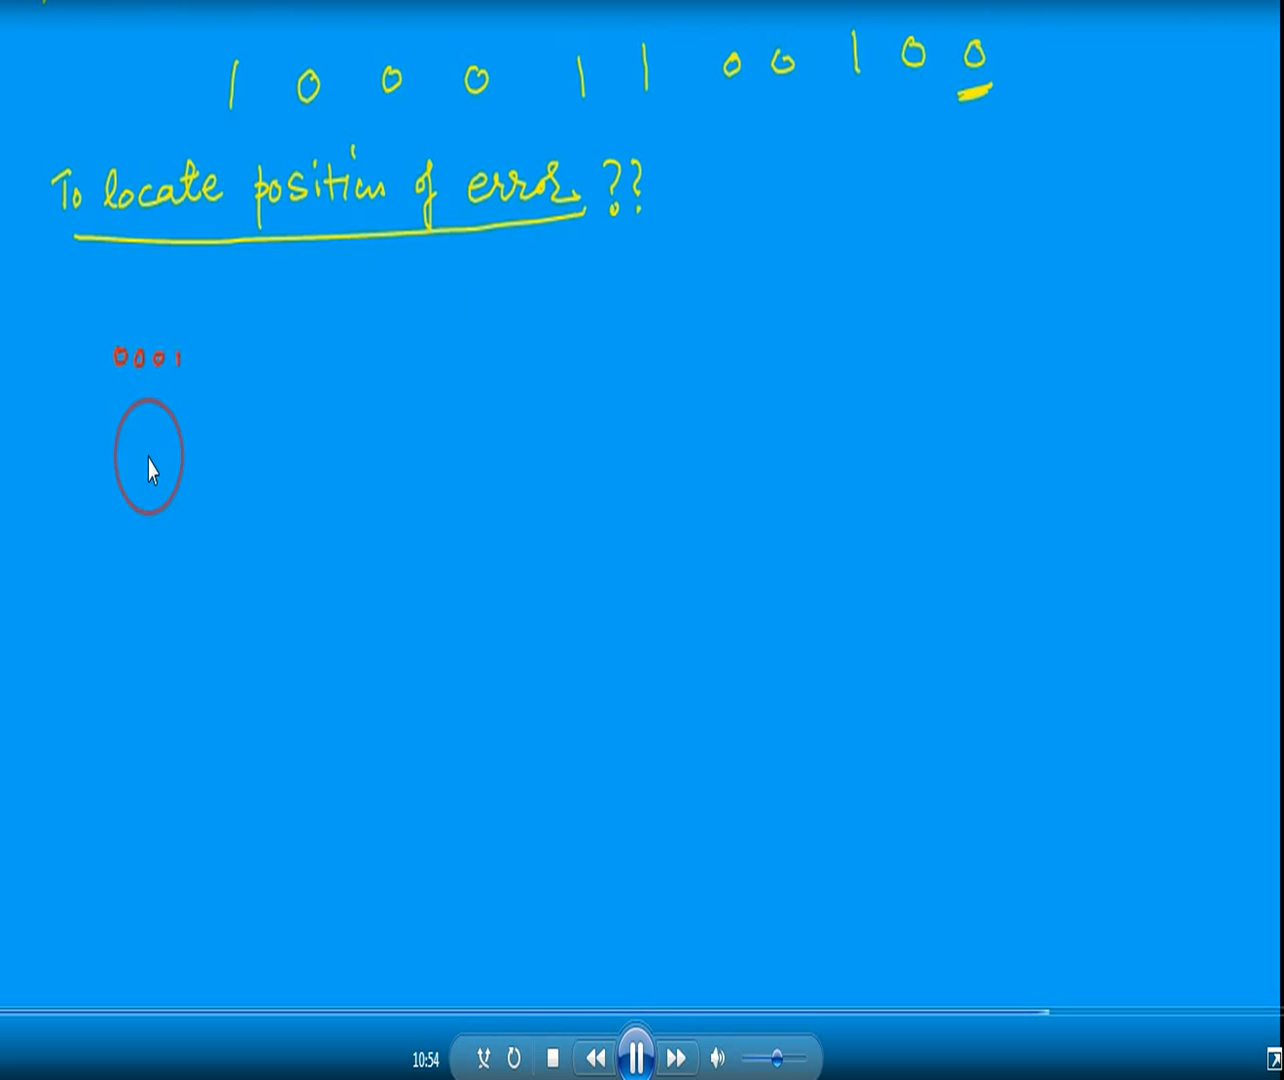 1 0 0 0 1 1 0 0 1 0 0
To locate position of error ??
0001
10:54